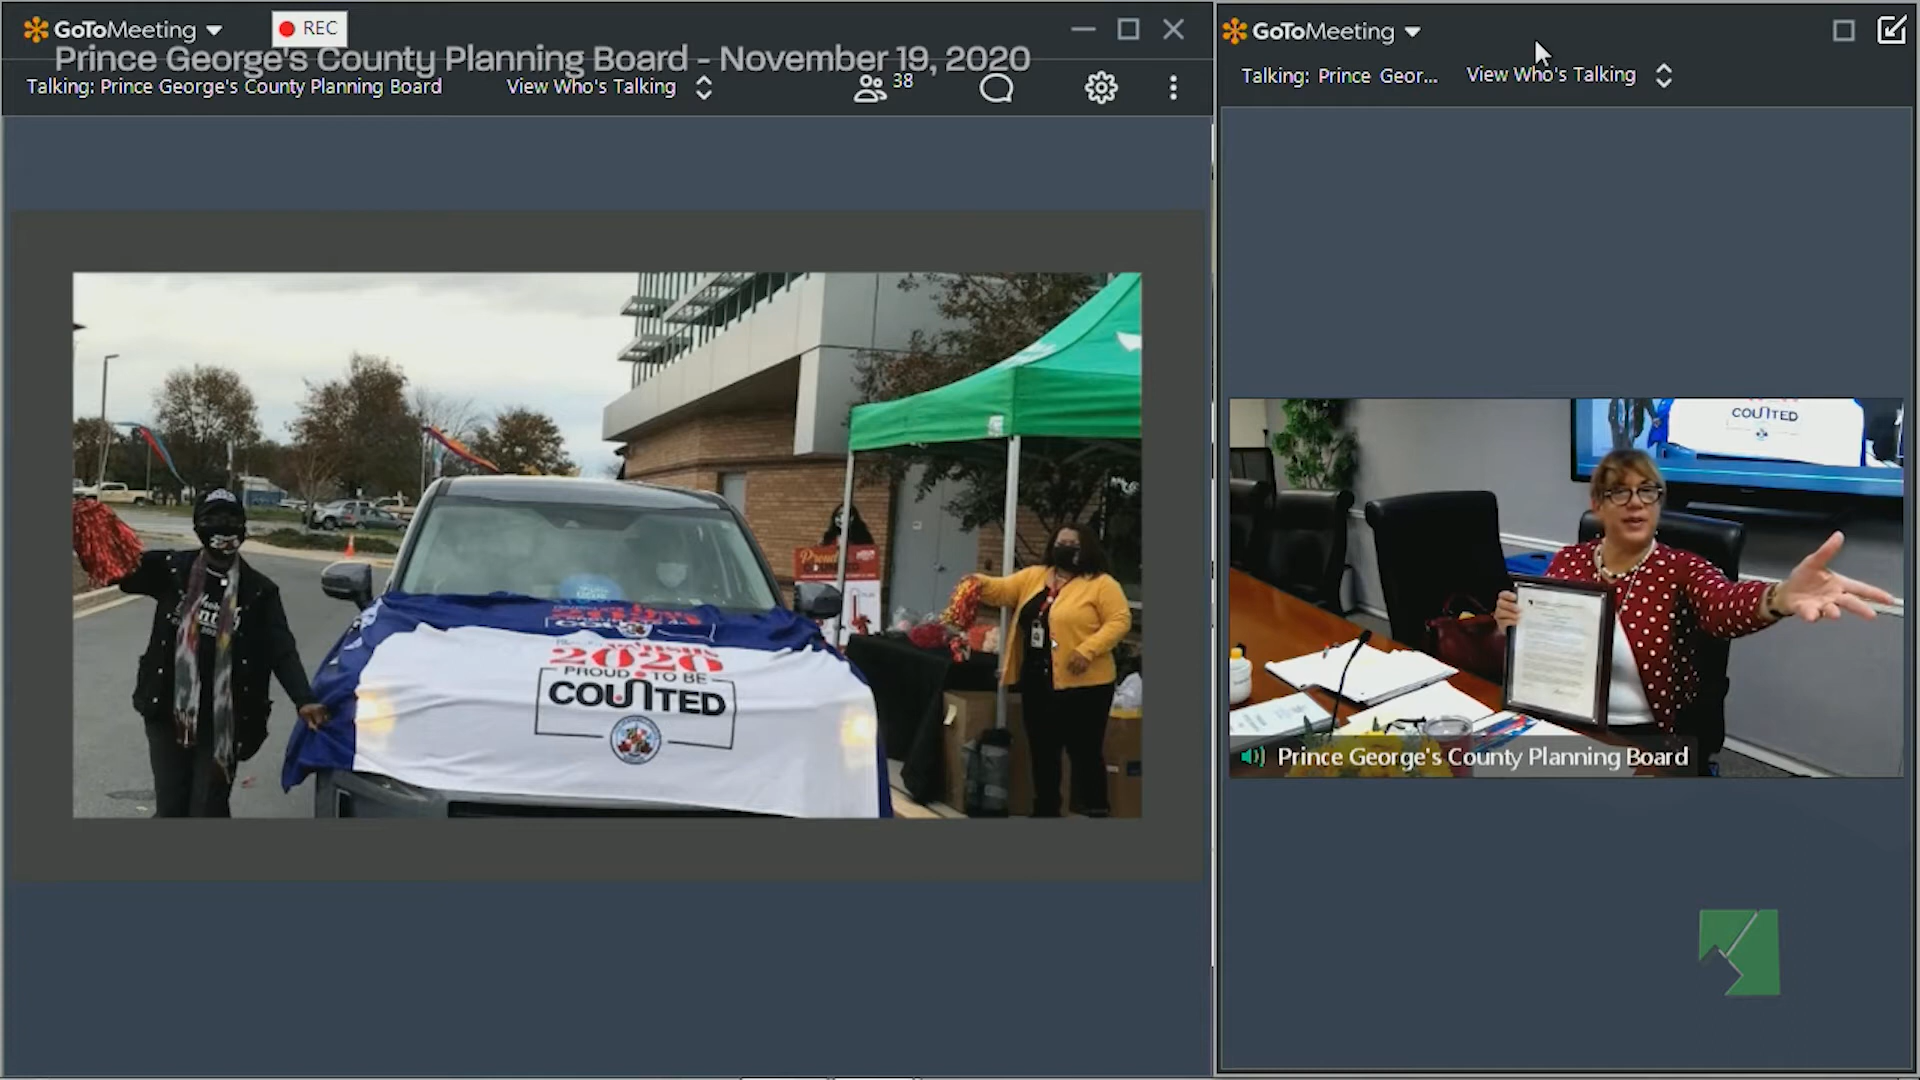 GoToMeeting
REC
Prince George's County Planning Board - November 19, 2020
Talking: Prince George's County Planning Board
View Who's Talking
38
GoToMeeting
Talking: Prince Geor...
View Who's Talking
2020
PROUD TO BE
COUNTED
Proud
COUNTED
Prince George's County Planning Board